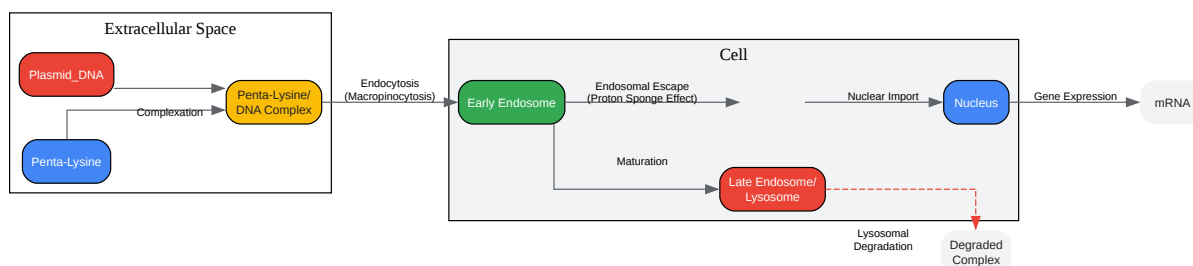 Extracellular Space
Plasmid_DNA
Penta-Lysine
Complexation
Penta-Lysine/
DNA Complex
Endocytosis
(Macropinocytosis)
Cell
Early Endosome
Endosomal Escape
(Proton Sponge Effect)
Nuclear Import
Nucleus
Gene Expression
mRNA
Maturation
Late Endosome/
Lysosome
Lysosomal
Degradation
Degraded
Complex